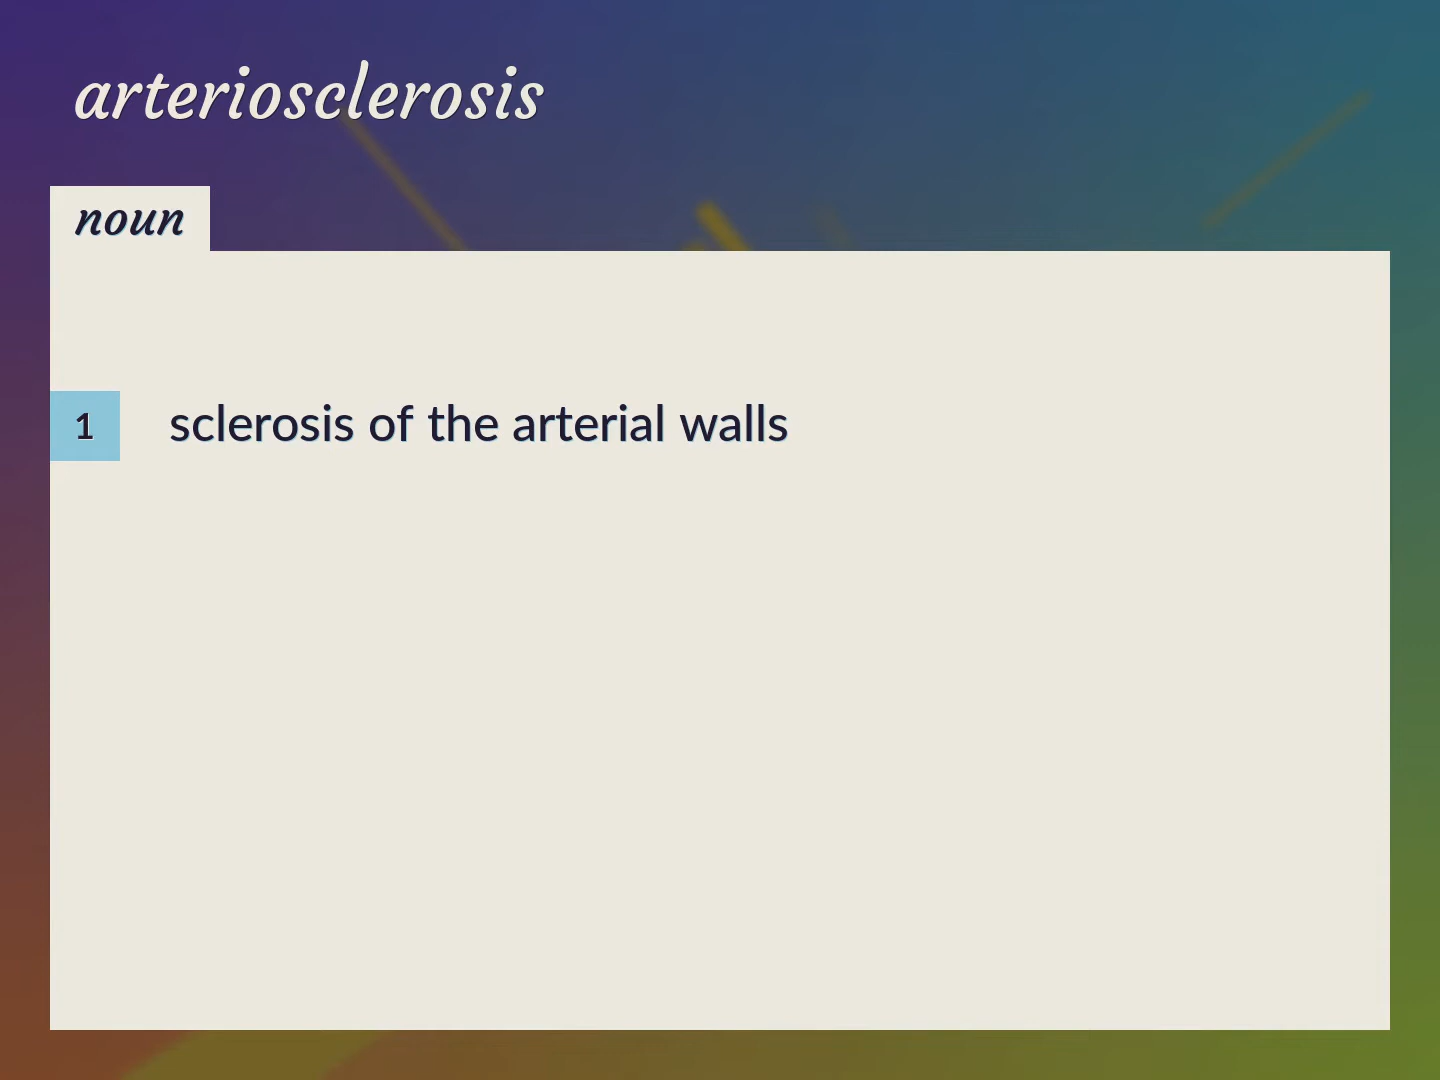 arteriosclerosis
noun
1 sclerosis of the arterial walls